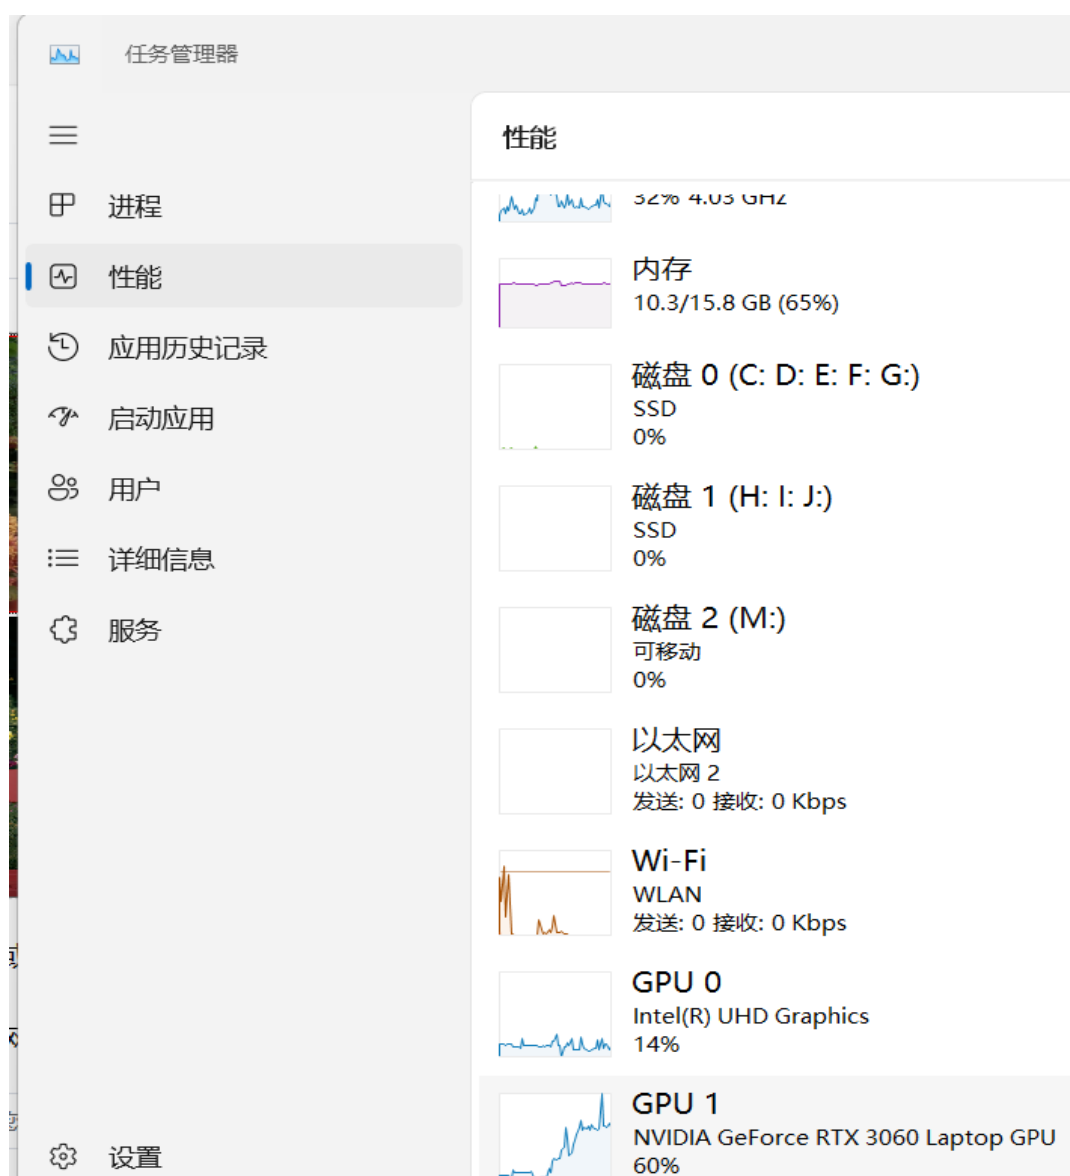 任务管理器
性能
进程
性能
应用历史记录
启动应用
用户
详细信息
服务
设置
32% 4.03 GHz
内存
10.3/15.8 GB (65%)
磁盘 0 (C: D: E: F: G:)
SSD
0%
磁盘 1 (H: I: J:)
SSD
0%
磁盘 2 (M:)
可移动
0%
以太网
以太网 2
发送: 0 接收: 0 Kbps
Wi-Fi
WLAN
发送: 0 接收: 0 Kbps
GPU 0
Intel(R) UHD Graphics
14%
GPU 1
NVIDIA GeForce RTX 3060 Laptop GPU
60%